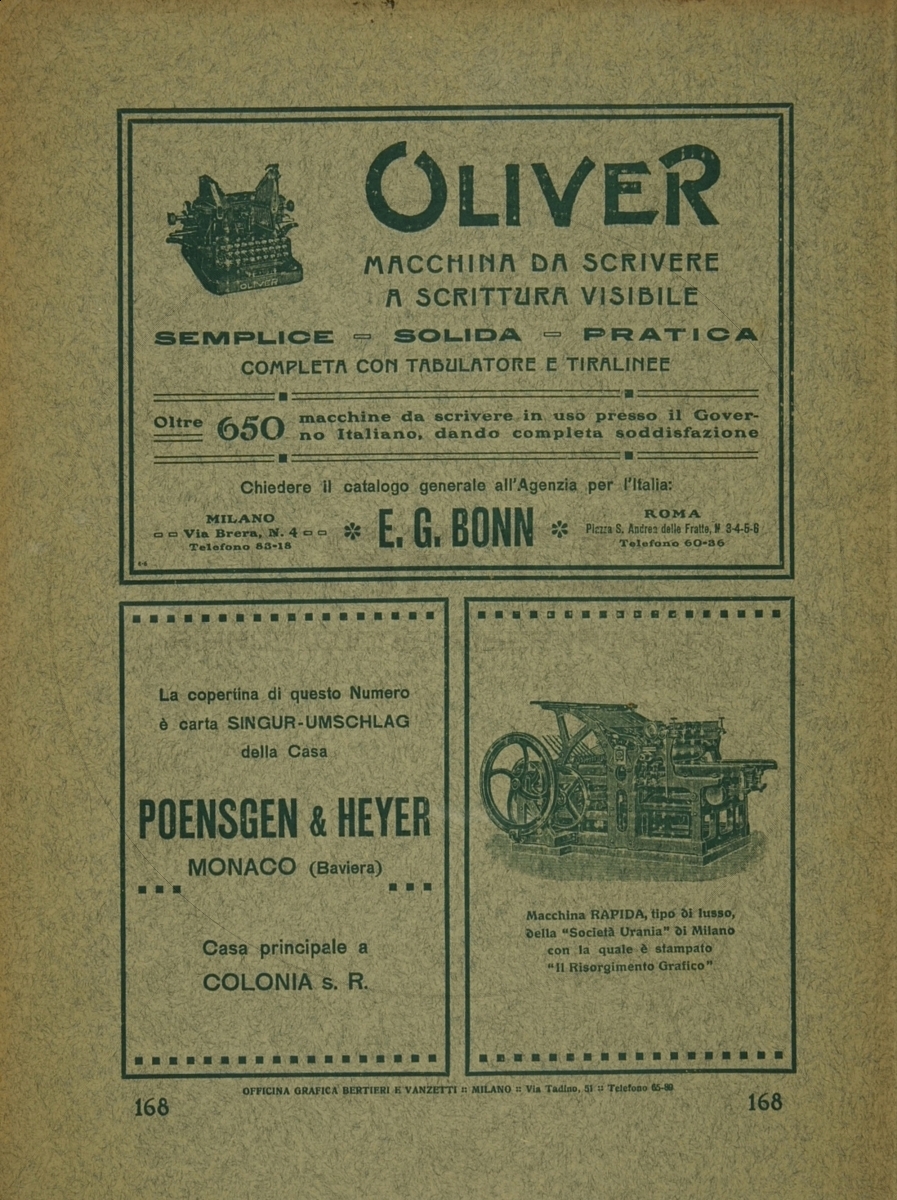 OLIVER
MACCHINA DA SCRIVERE
A SCRITTURA VISIBILE
OLIVER
SEMPLICE = SOLIDA = PRATICA
COMPLETA CON TABULATORE E TIRALINEE
Oltre 650 macchine da scrivere in uso presso il Gover-
no Italiano, dando completa soddisfazione
Chiedere il catalogo generale all'Agenzia per l'Italia:
MILANO
Via Brera, N. 4
Telefono 83-18
* E. G. BONN *
ROMA
Piazza S. Andrea delle Fratte, N. 3-4-5-6
Telefono 60-36
La copertina di questo Numero
è carta SINGUR-UMSCHLAG
della Casa
POENSGEN & HEYER
MONACO (Baviera)
Casa principale a
COLONIA s. R.
Macchina RAPIDA, tipo di lusso,
della "Società Urania" di Milano
con la quale è stampato
"Il Risorgimento Grafico"
OFFICINA GRAFICA BERTIERI E VANZETTI :: MILANO :: Via Tadino, 51 :: Telefono
168
168